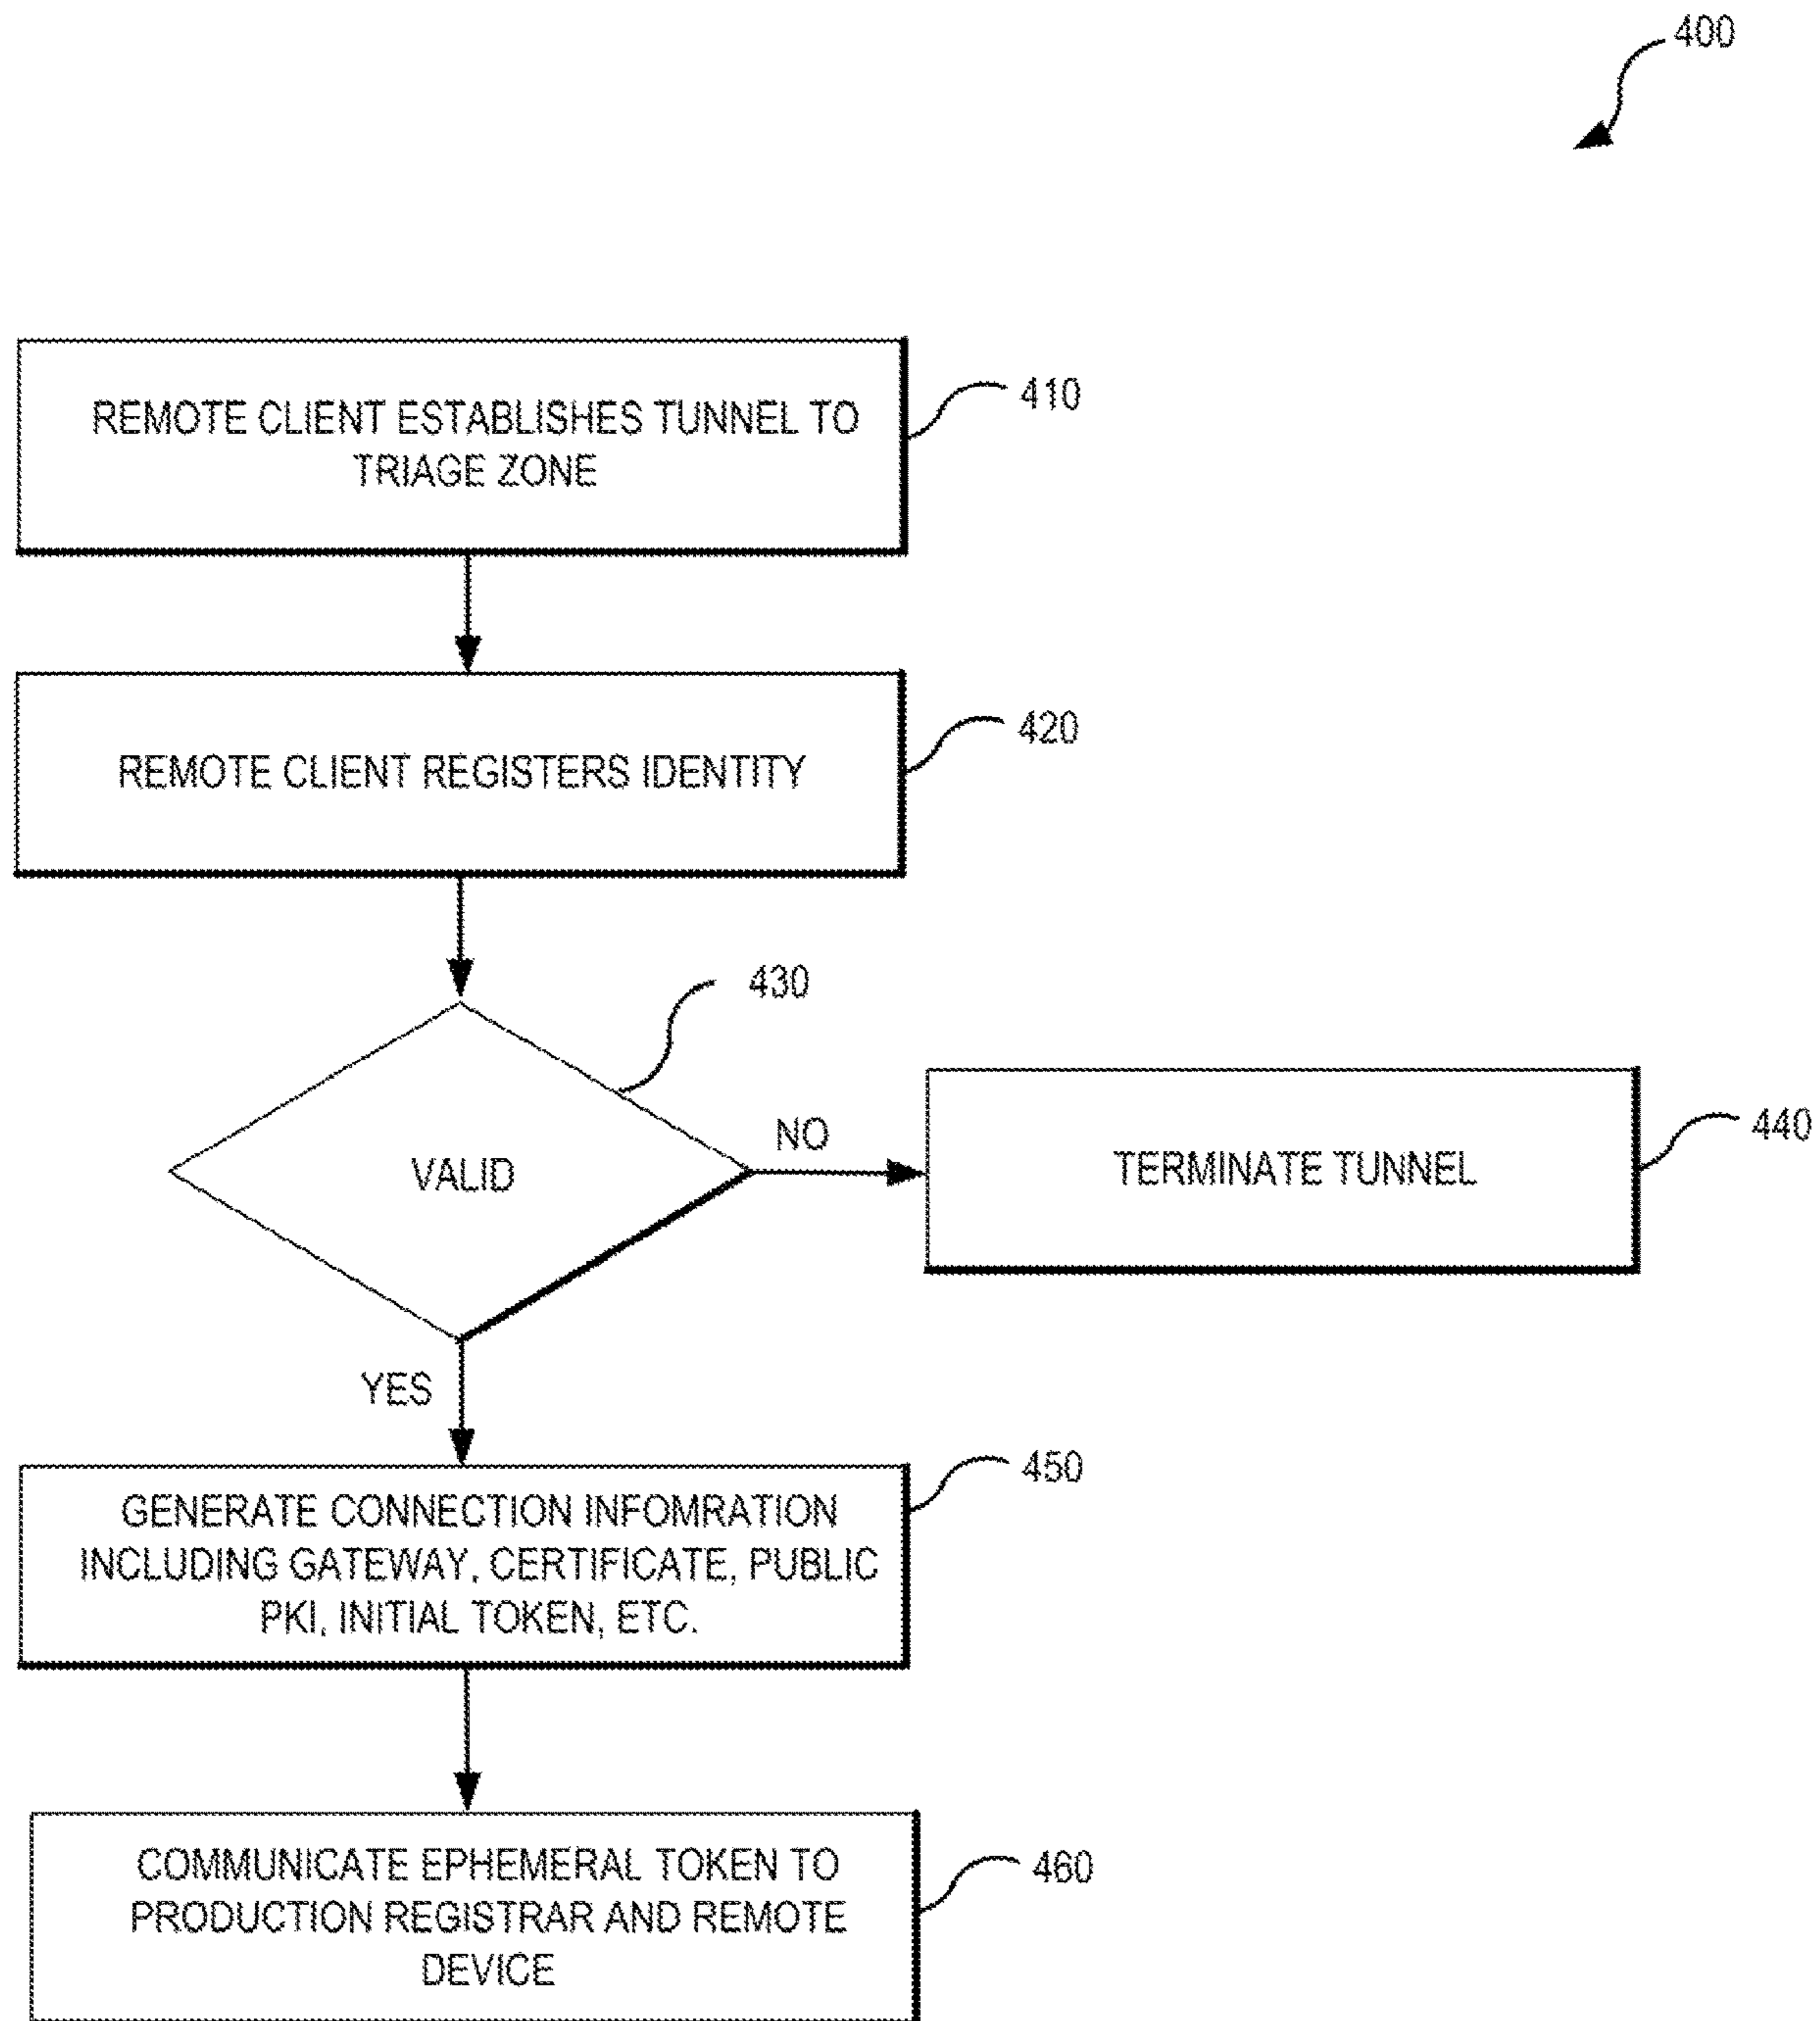 400
REMOTE CLIENT ESTABLISHES TUNNEL TO
TRIAGE ZONE
410
REMOTE CLIENT REGISTERS IDENTITY
420
430
VALID
NO
TERMINATE TUNNEL
440
YES
GENERATE CONNECTION INFOMRATION
INCLUDING GATEWAY, CERTIFICATE, PUBLIC
PKI, INITIAL TOKEN, ETC.
450
COMMUNICATE EPHEMERAL TOKEN TO
PRODUCTION REGISTRAR AND REMOTE
DEVICE
460